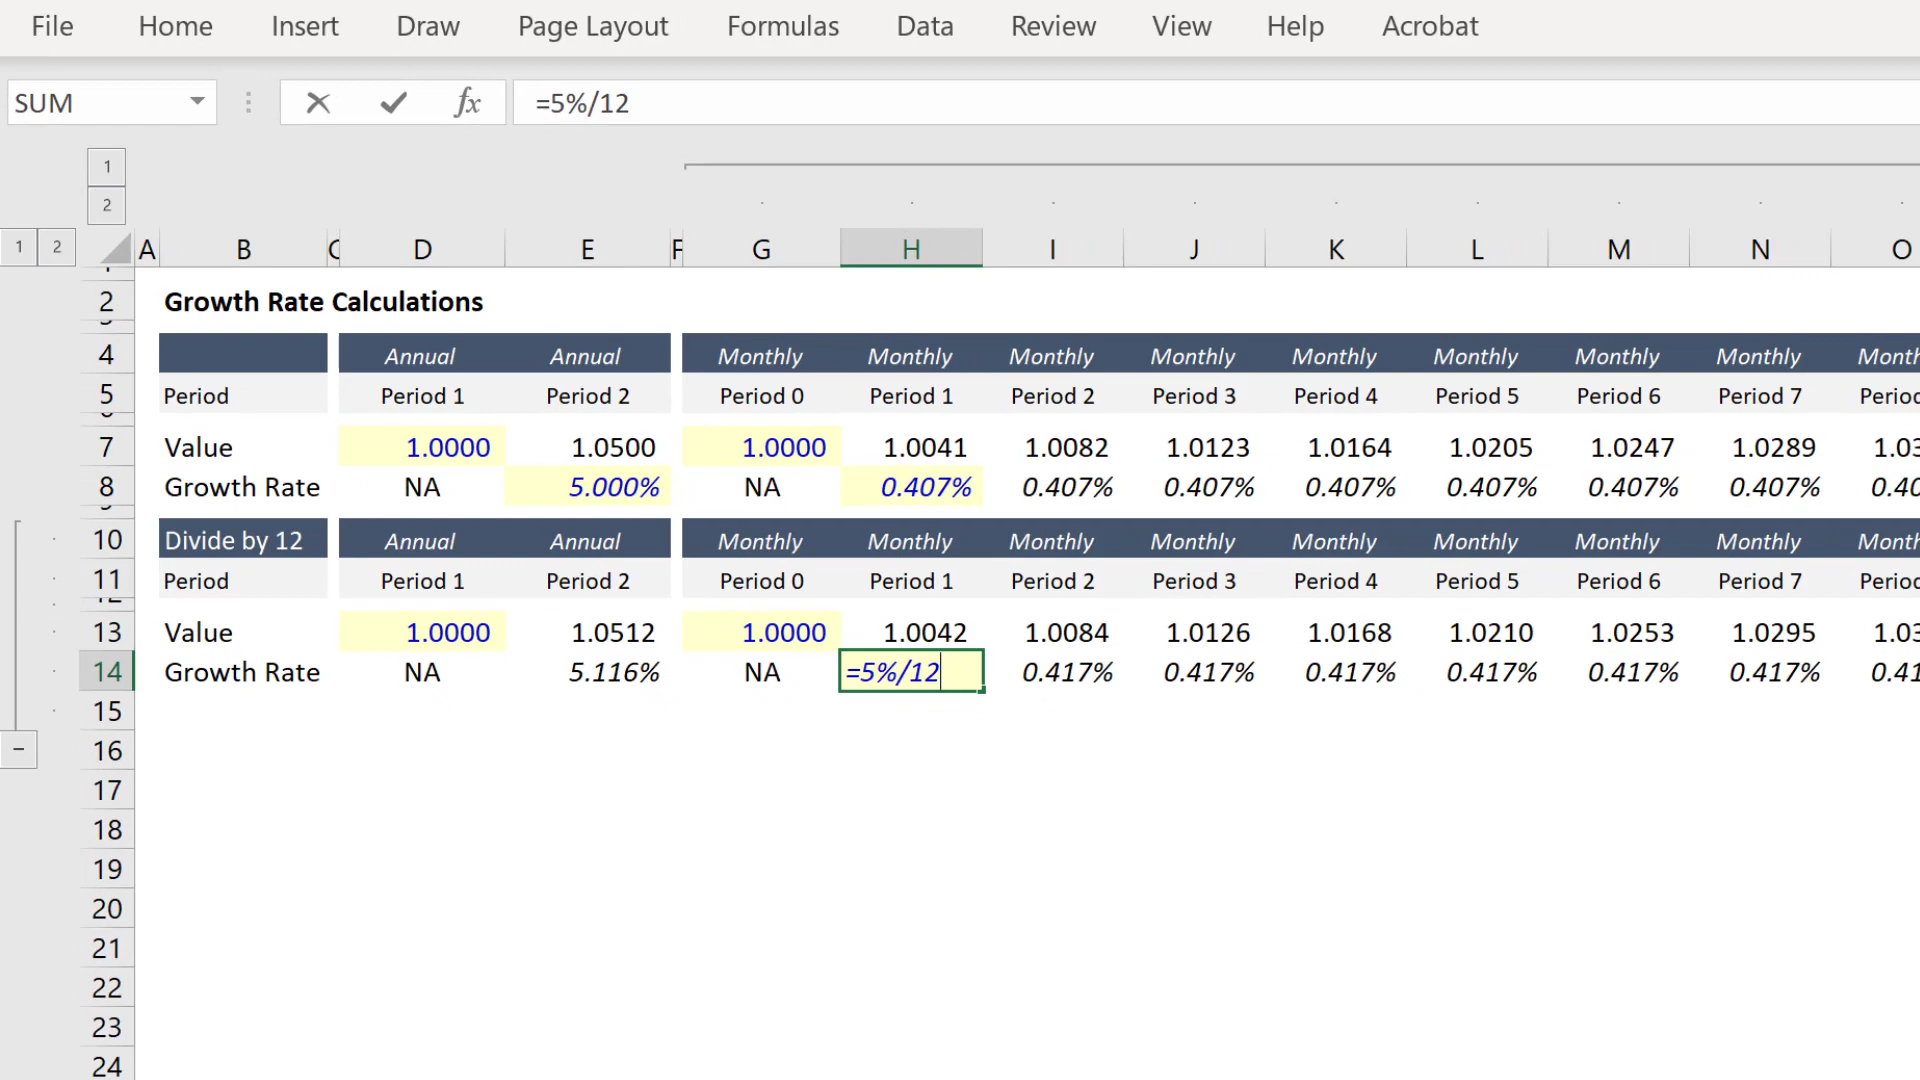 File Home Insert Draw Page Layout Formulas Data Review View Help Acrobat
SUM fx =5%/12
1
2
1 2 A B C D E F G H I J K L M N O
2 Growth Rate Calculations
4 Annual Annual Monthly Monthly Monthly Monthly Monthly Monthly Monthly Monthly Month
5 Period Period 1 Period 2 Period 0 Period 1 Period 2 Period 3 Period 4 Period 5 Period 6 Period 7 Perio
7 Value 1.0000 1.0500 1.0000 1.0041 1.0082 1.0123 1.0164 1.0205 1.0247 1.0289 1.03
8 Growth Rate NA 5.000% NA 0.407% 0.407% 0.407% 0.407% 0.407% 0.407% 0.407% 0.40
10 Divide by 12 Annual Annual Monthly Monthly Monthly Monthly Monthly Monthly Monthly Monthly Month
11 Period Period 1 Period 2 Period 0 Period 1 Period 2 Period 3 Period 4 Period 5 Period 6 Period 7 Perio
13 Value 1.0000 1.0512 1.0000 1.0042 1.0084 1.0126 1.0168 1.0210 1.0253 1.0295 1.03
14 Growth Rate NA 5.116% NA =5%/12 0.417% 0.417% 0.417% 0.417% 0.417% 0.417% 0.41
15
16
17
18
19
20
21
22
23
24